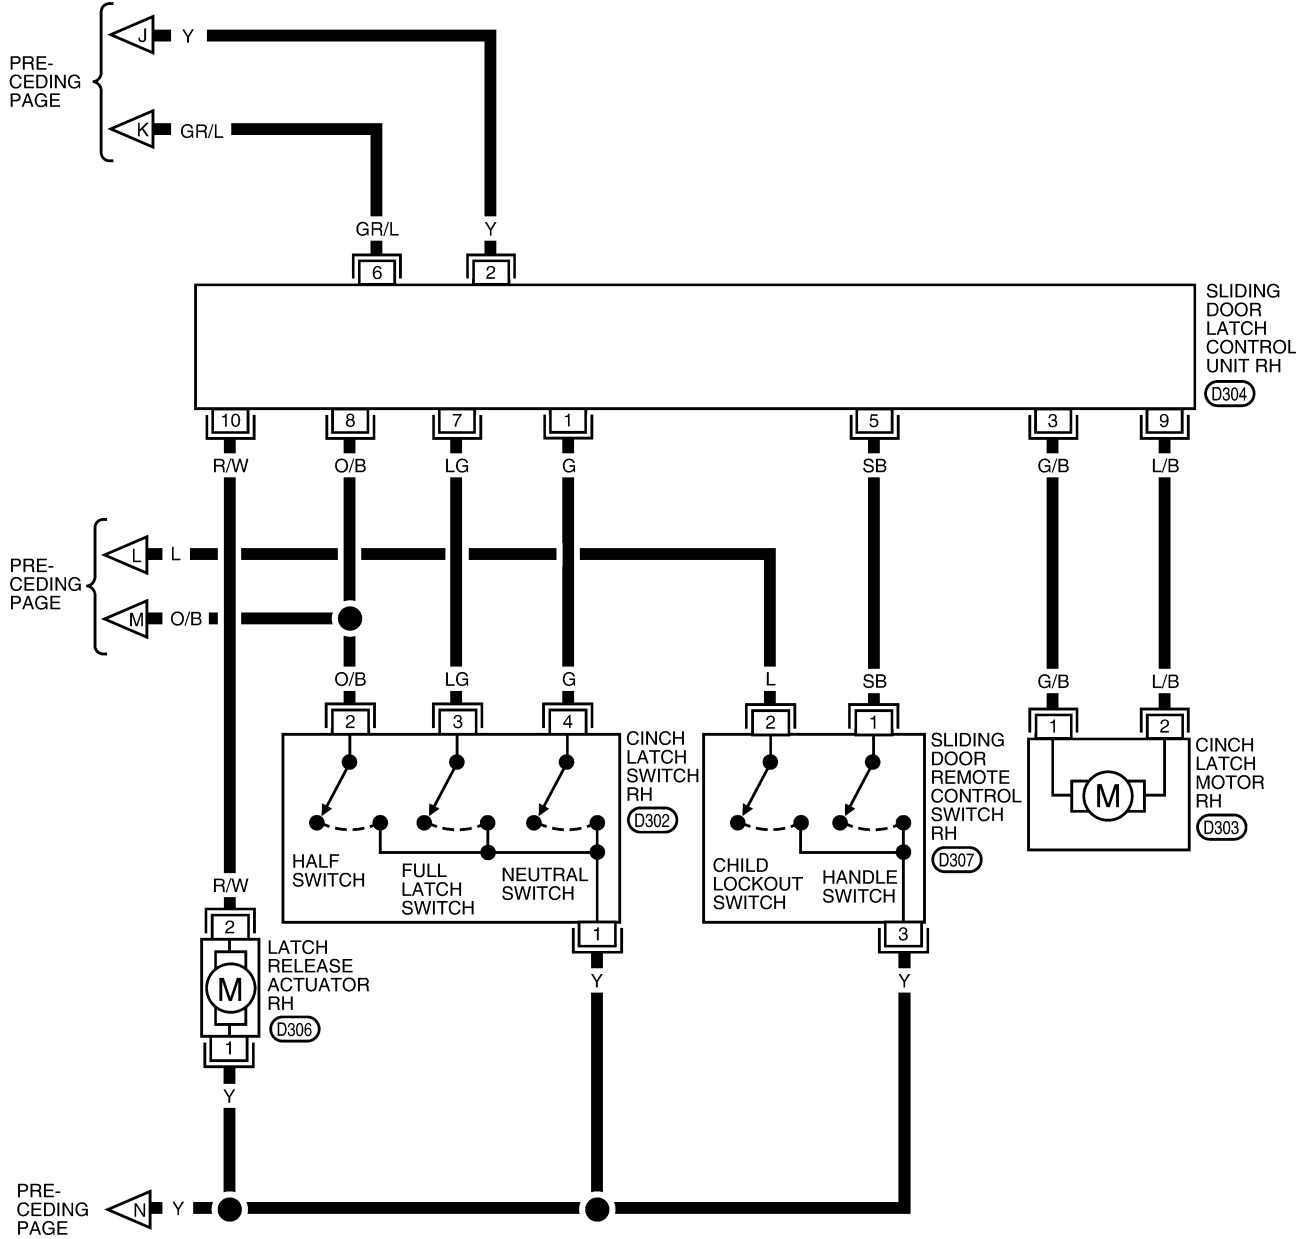 J Y
PRE-
CEDING
PAGE
K GR/L
GR/L Y
6 2
SLIDING
DOOR
LATCH
CONTROL
UNIT RH
D304
10 8 7 1 5 3 9
R/W O/B LG G SB G/B L/B
L L
PRE-
CEDING
PAGE
M O/B
O/B LG G L SB G/B L/B
2 3 4 2 1 1 2
CINCH
LATCH
SWITCH
RH
D302
SLIDING
DOOR
REMOTE
CONTROL
SWITCH
RH
D307
CINCH
LATCH
MOTOR
RH
D303
M
HALF
SWITCH
FULL
LATCH
SWITCH
NEUTRAL
SWITCH
CHILD
LOCKOUT
SWITCH
HANDLE
SWITCH
R/W
2
1 3
Y Y
LATCH
RELEASE
ACTUATOR
RH
D306
M
1
Y
PRE-
CEDING
PAGE
N Y